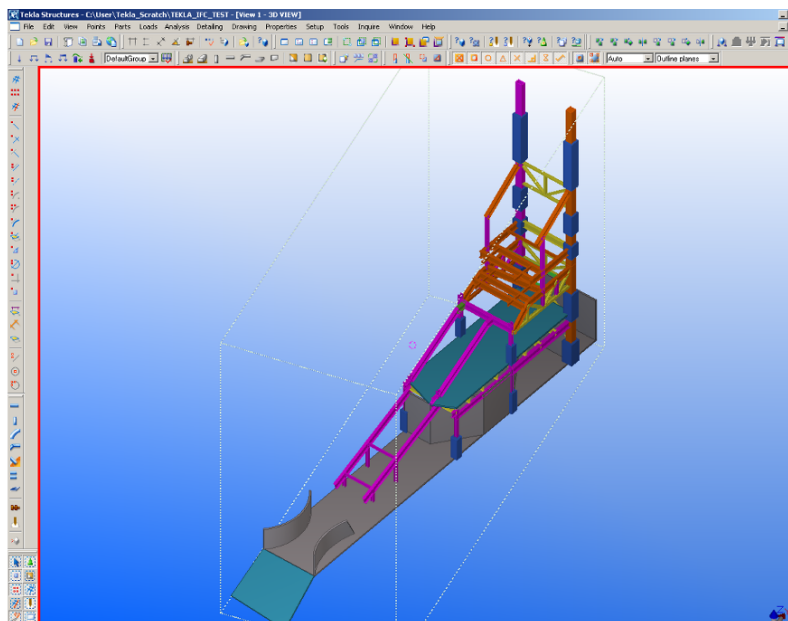 Tekla Structures - C:\User\Tekla_Scratch\TEKLA_IFC_TEST - [View 1 - 3D VIEW]
File Edit View Points Parts Loads Analysis Detailing Drawing Properties Setup Tools Inquire Window Help
DefaultGroup Auto Outline planes